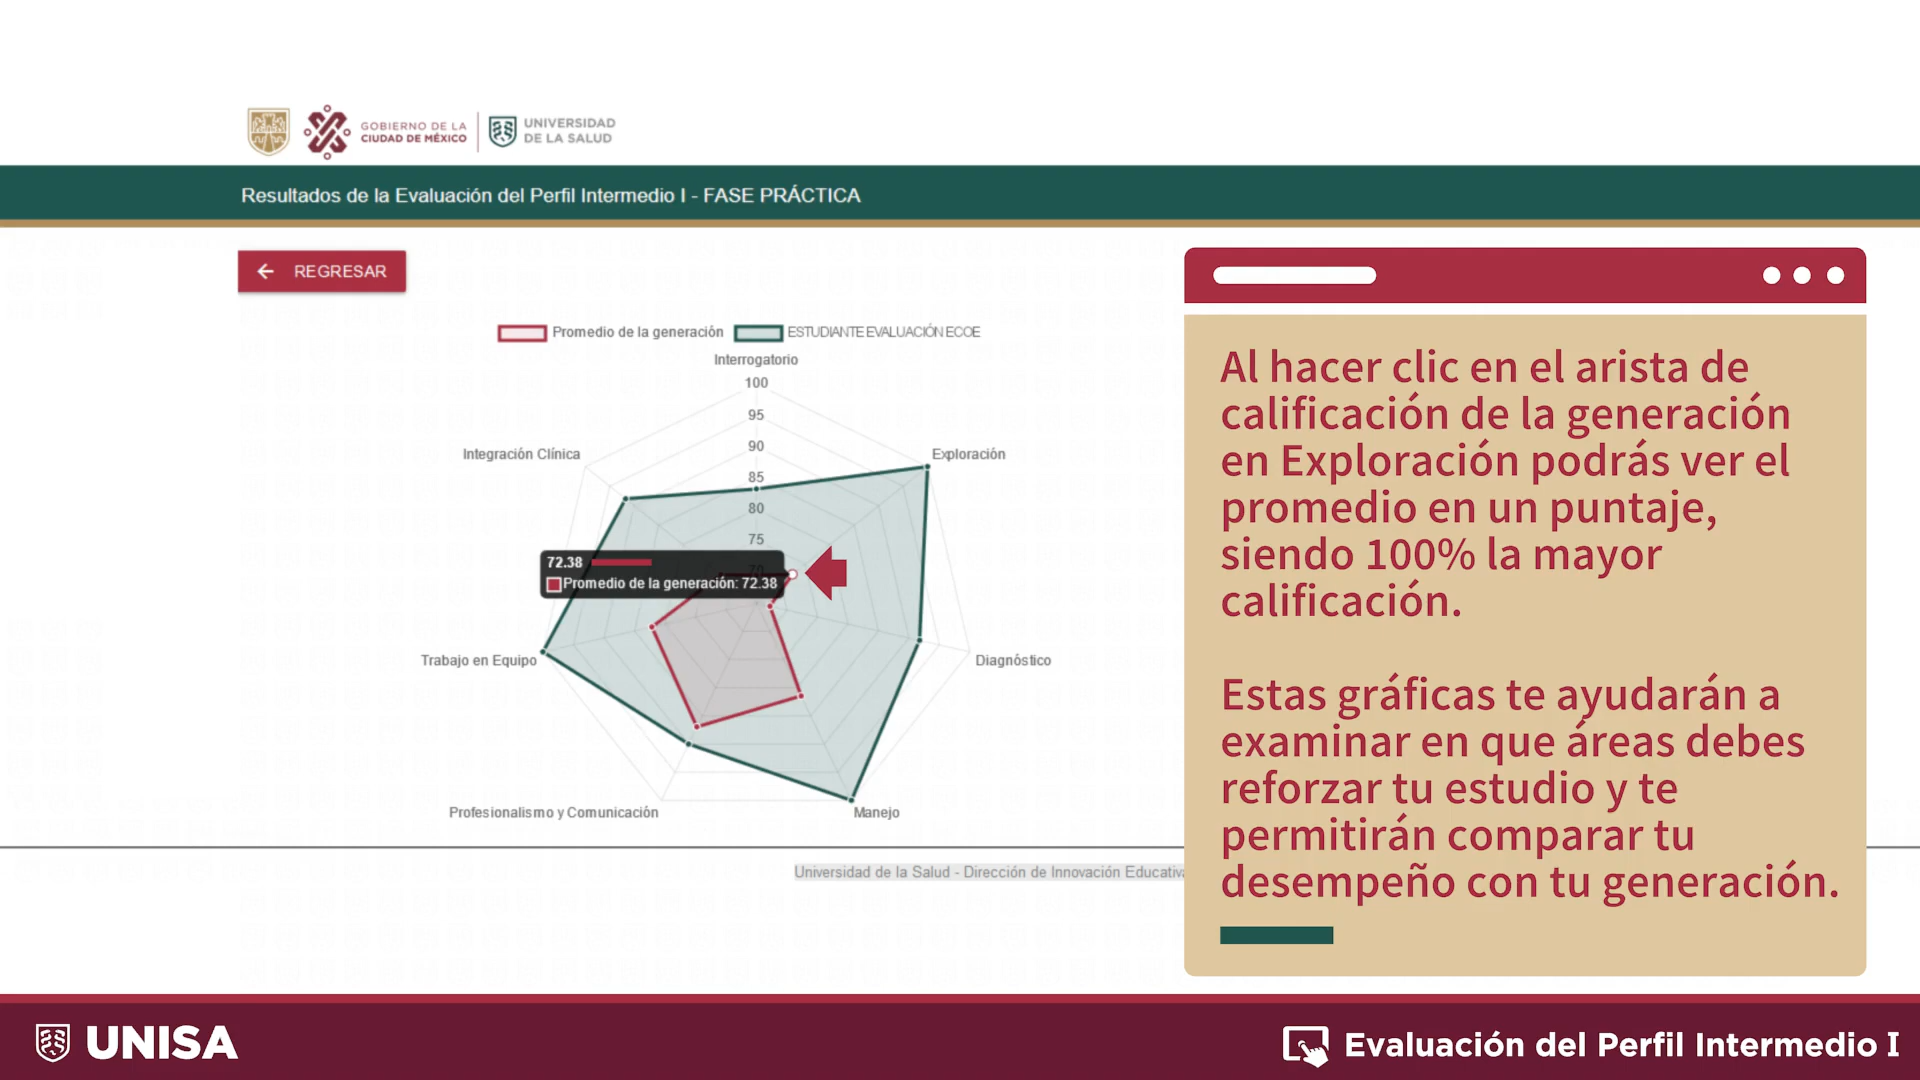 GOBIERNO DE LA
CIUDAD DE MÉXICO
UNIVERSIDAD
DE LA SALUD
Resultados de la Evaluación del Perfil Intermedio I - FASE PRÁCTICA
REGRESAR
Promedio de la generación
ESTUDIANTE EVALUACIÓN ECOE
Interrogatorio
100
95
90
85
80
75
70
Integración Clínica
Exploración
72.38
Promedio de la generación: 72.38
Trabajo en Equipo
Diagnóstico
Profesionalismo y Comunicación
Manejo
Universidad de la Salud - Dirección de Innovación Educativa
Al hacer clic en el arista de
calificación de la generación
en Exploración podrás ver el
promedio en un puntaje,
siendo 100% la mayor
calificación.
Estas gráficas te ayudarán a
examinar en que áreas debes
reforzar tu estudio y te
permitirán comparar tu
desempeño con tu generación.
UNISA
Evaluación del Perfil Intermedio I